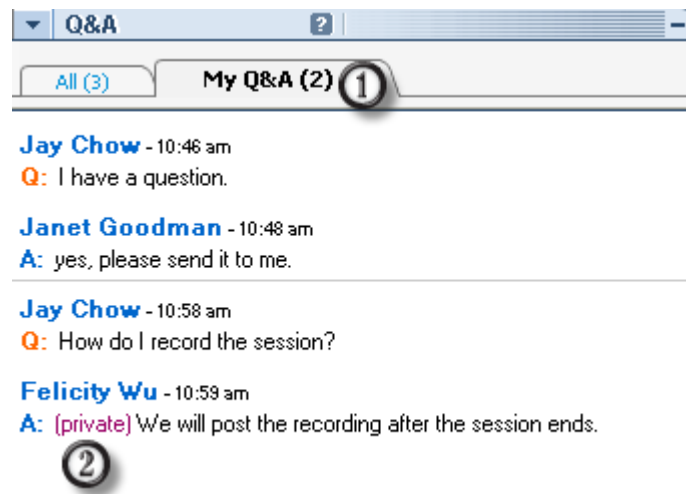 Q&A ?
All (3) My Q&A (2) 1
Jay Chow - 10:46 am
Q: I have a question.
Janet Goodman - 10:48 am
A: yes, please send it to me.
Jay Chow - 10:58 am
Q: How do I record the session?
Felicity Wu - 10:59 am
A: (private) We will post the recording after the session ends.
2